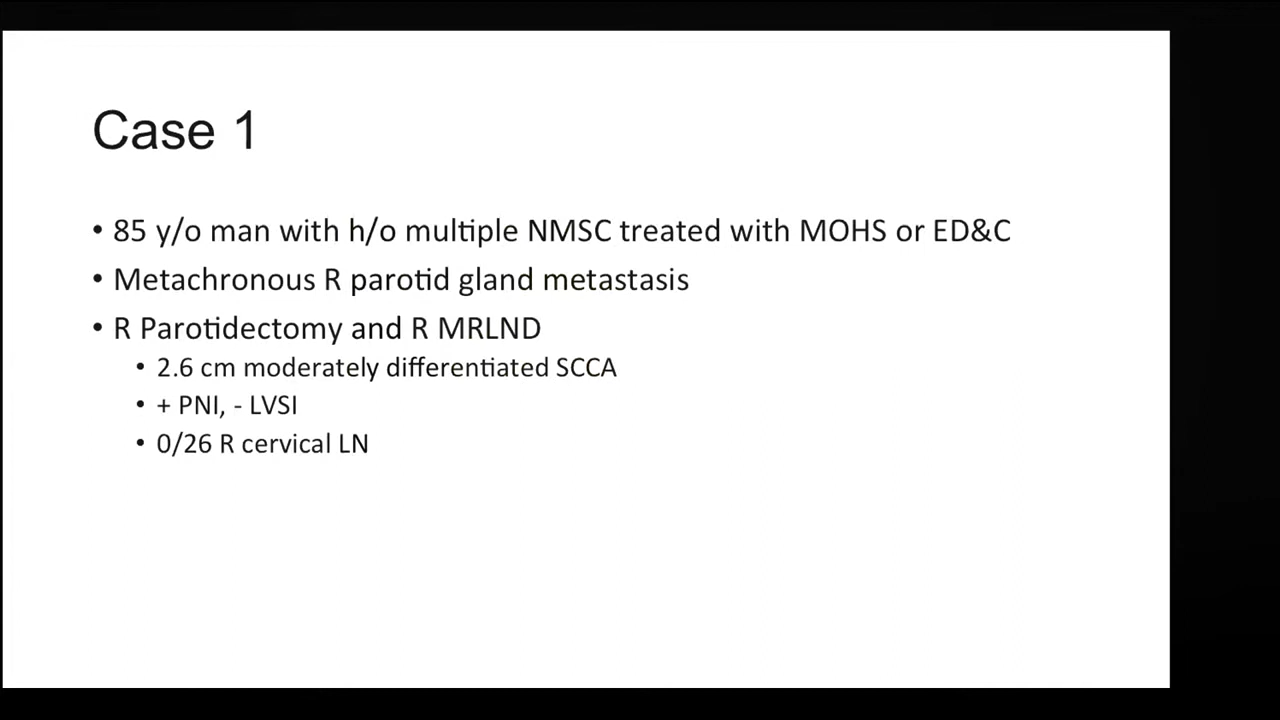 Case 1
• 85 y/o man with h/o multiple NMSC treated with MOHS or ED&C
• Metachronous R parotid gland metastasis
• R Parotidectomy and R MRLND
• 2.6 cm moderately differentiated SCCA
• + PNI, - LVSI
• 0/26 R cervical LN